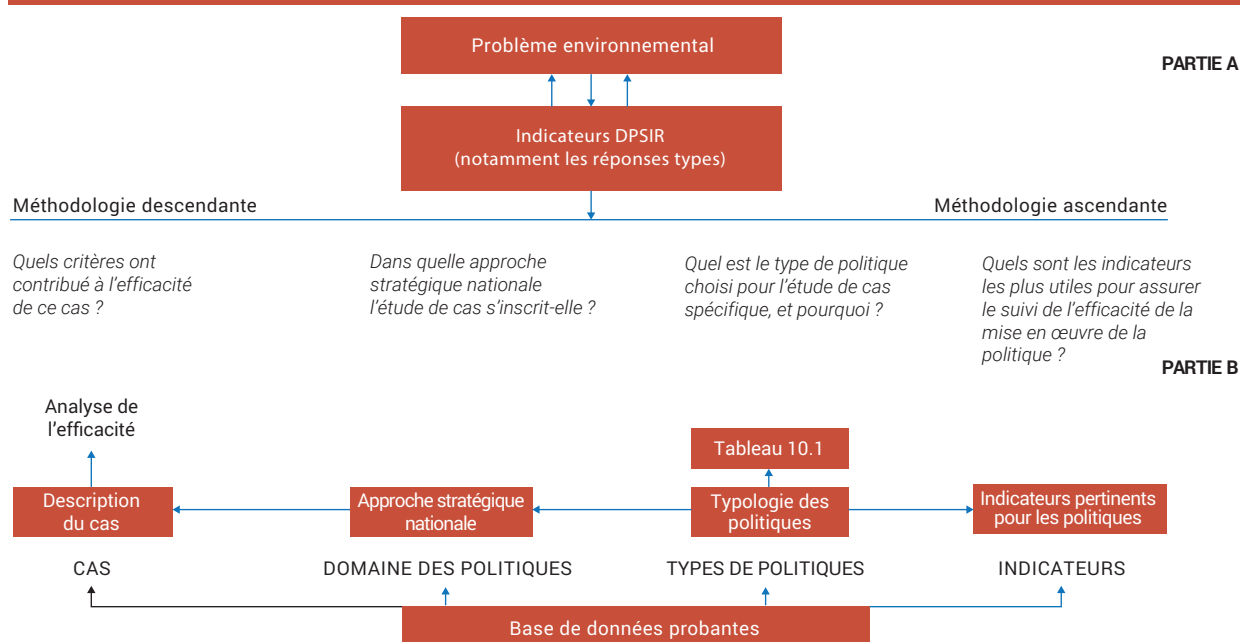 Problème environnemental
PARTIE A
Indicateurs DPSIR
(notamment les réponses types)
Méthodologie descendante
Méthodologie ascendante
Quels critères ont
contribué à l'efficacité
de ce cas ?
Dans quelle approche
stratégique nationale
l'étude de cas s'inscrit-elle ?
Quel est le type de politique
choisi pour l'étude de cas
spécifique, et pourquoi ?
Quels sont les indicateurs
les plus utiles pour assurer
le suivi de l'efficacité de la
mise en œuvre de la
politique ?
PARTIE B
Analyse de
l'efficacité
Tableau 10.1
Description
du cas
Approche stratégique
nationale
Typologie des
politiques
Indicateurs pertinents
pour les politiques
CAS
DOMAINE DES POLITIQUES
TYPES DE POLITIQUES
INDICATEURS
Base de données probantes